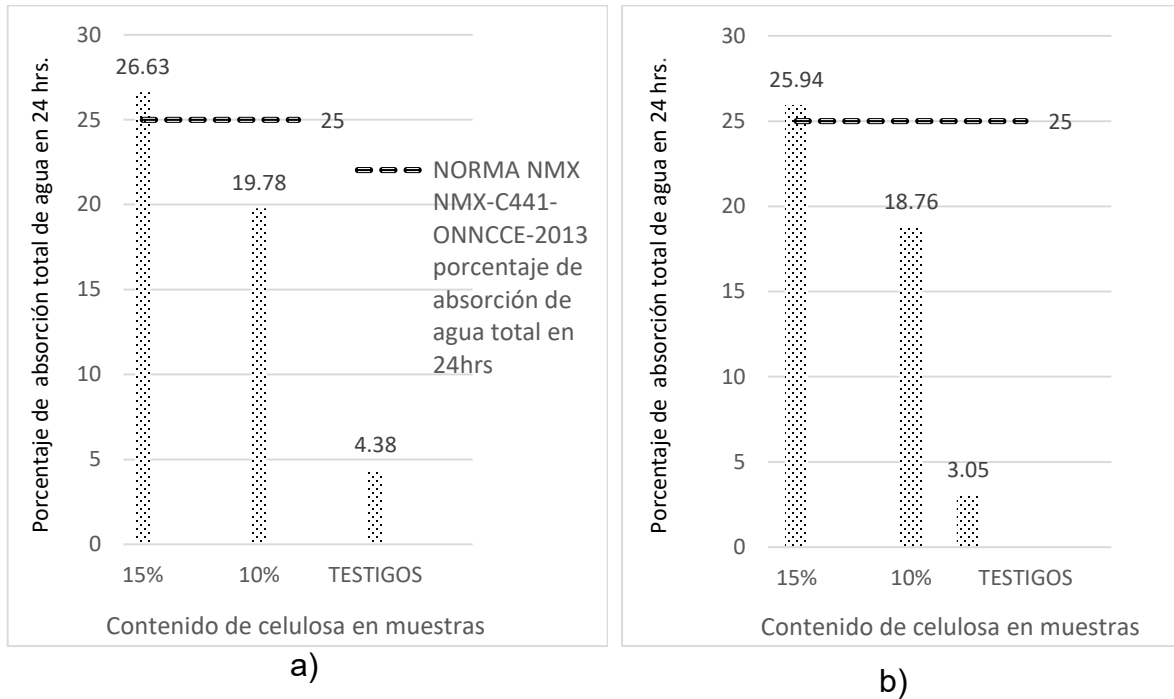 Porcentaje de absorción total de agua en 24 hrs.
30
25
20
15
10
5
0
26.63
19.78
4.38
25
NORMA NMX
NMX-C441-
ONNCCE-2013
porcentaje de
absorción de
agua total en
24hrs
15%
10%
TESTIGOS
Contenido de celulosa en muestras
a)
Porcentaje de absorción total de agua en 24 hrs.
30
25
20
15
10
5
0
25.94
18.76
3.05
25
15%
10%
TESTIGOS
Contenido de celulosa en muestras
b)